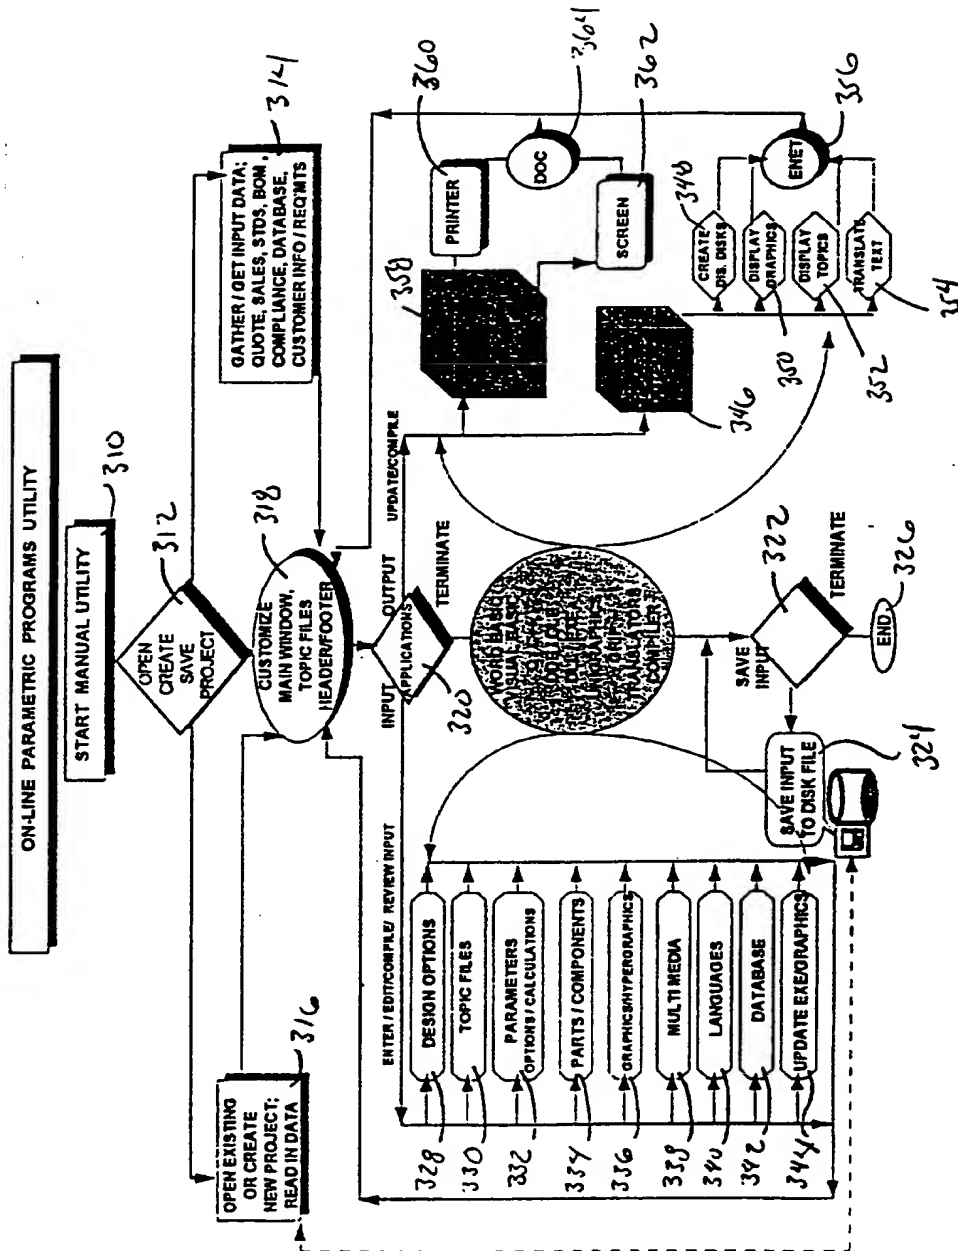 ON-LINE PARAMETRIC PROGRAMS UTILITY
START MANUAL UTILITY
310
OPEN
CREATE
SAVE
PROJECT
312
GATHER / GET INPUT DATA;
QUOTE, SALES, STDS, BOM,
COMPLIANCE, DATABASE,
CUSTOMER INFO / REQ'MTS
314
OPEN EXISTING
OR CREATE
NEW PROJECT;
READ IN DATA
316
CUSTOMIZE
MAIN WINDOW,
TOPIC FILES
HEADER/FOOTER
318
INPUT
OUTPUT
APPLICATIONS
320
TERMINATE
ENTER / EDIT/COMPILE/ REVIEW INPUT
UPDATE/COMPILE
DESIGN OPTIONS
328
TOPIC FILES
330
PARAMETERS
OPTIONS / CALCULATIONS
332
PARTS / COMPONENTS
334
GRAPHICS/HYPERGRAPHICS
336
MULTI MEDIA
338
LANGUAGES
340
DATABASE
342
UPDATE EXE/GRAPHICS
344
WORD BASIC
VISUAL BASIC
COMPILER
SAVE
INPUT
322
TERMINATE
SAVE INPUT
TO DISK FILE
324
END
326
358
PRINTER
360
SCREEN
362
DOC
364
346
CREATE
DIS. DISKS
348
DISPLAY
GRAPHICS
350
DISPLAY
TOPICS
352
TRANSLATE
TEXT
354
ENET
356